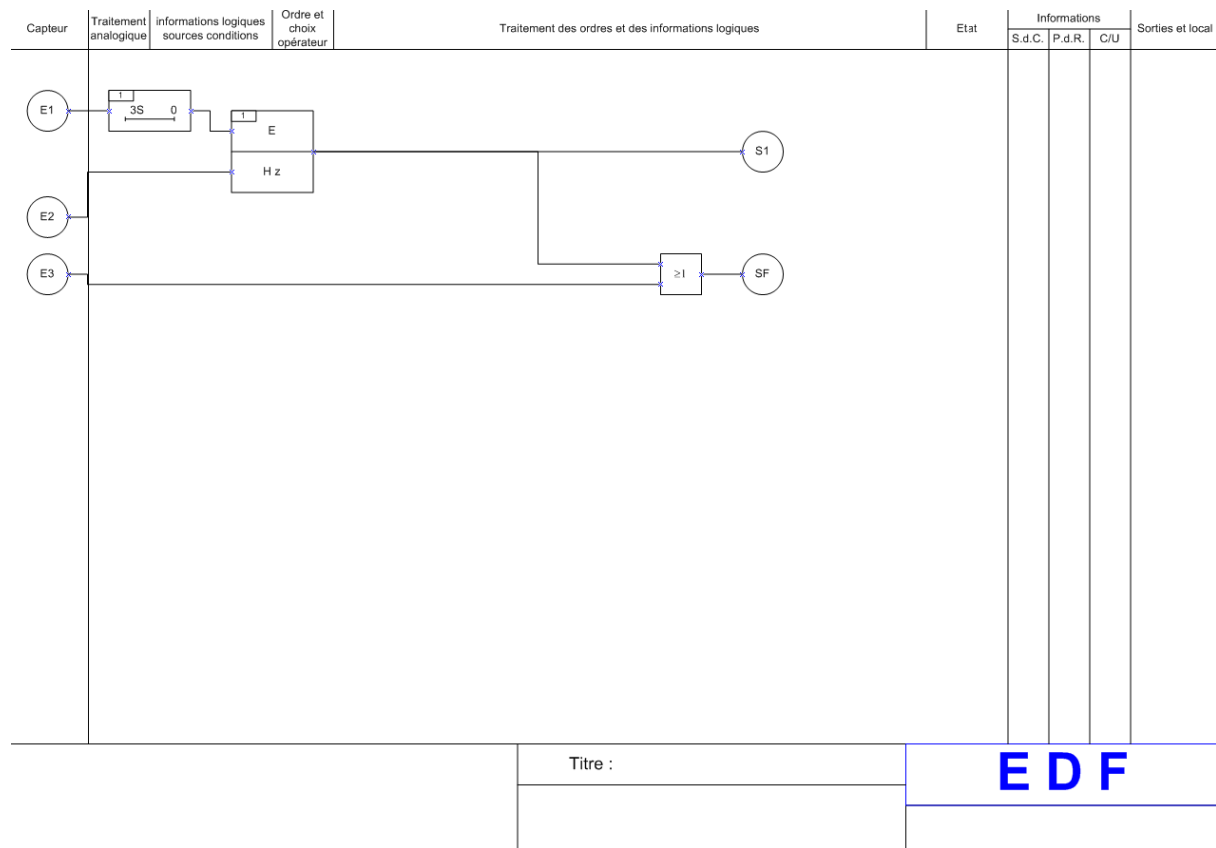 Capteur
Traitement
analogique
informations logiques
sources conditions
Ordre et
choix
opérateur
Traitement des ordres et des informations logiques
Etat
Informations
S.d.C.
P.d.R.
C/U
Sorties et local
E1
1
3S 0
1
E
H z
S1
E2
E3
≥I
SF
Titre :
E D F